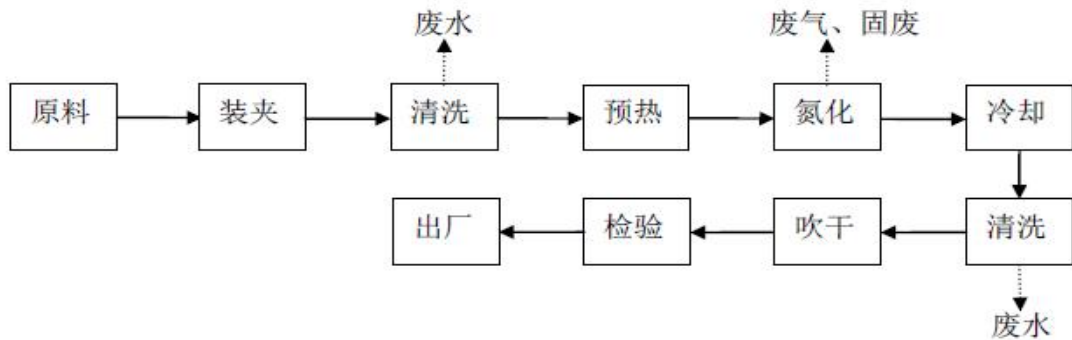 废水
废气、固废
原料
装夹
清洗
预热
氮化
冷却
出厂
检验
吹干
清洗
废水